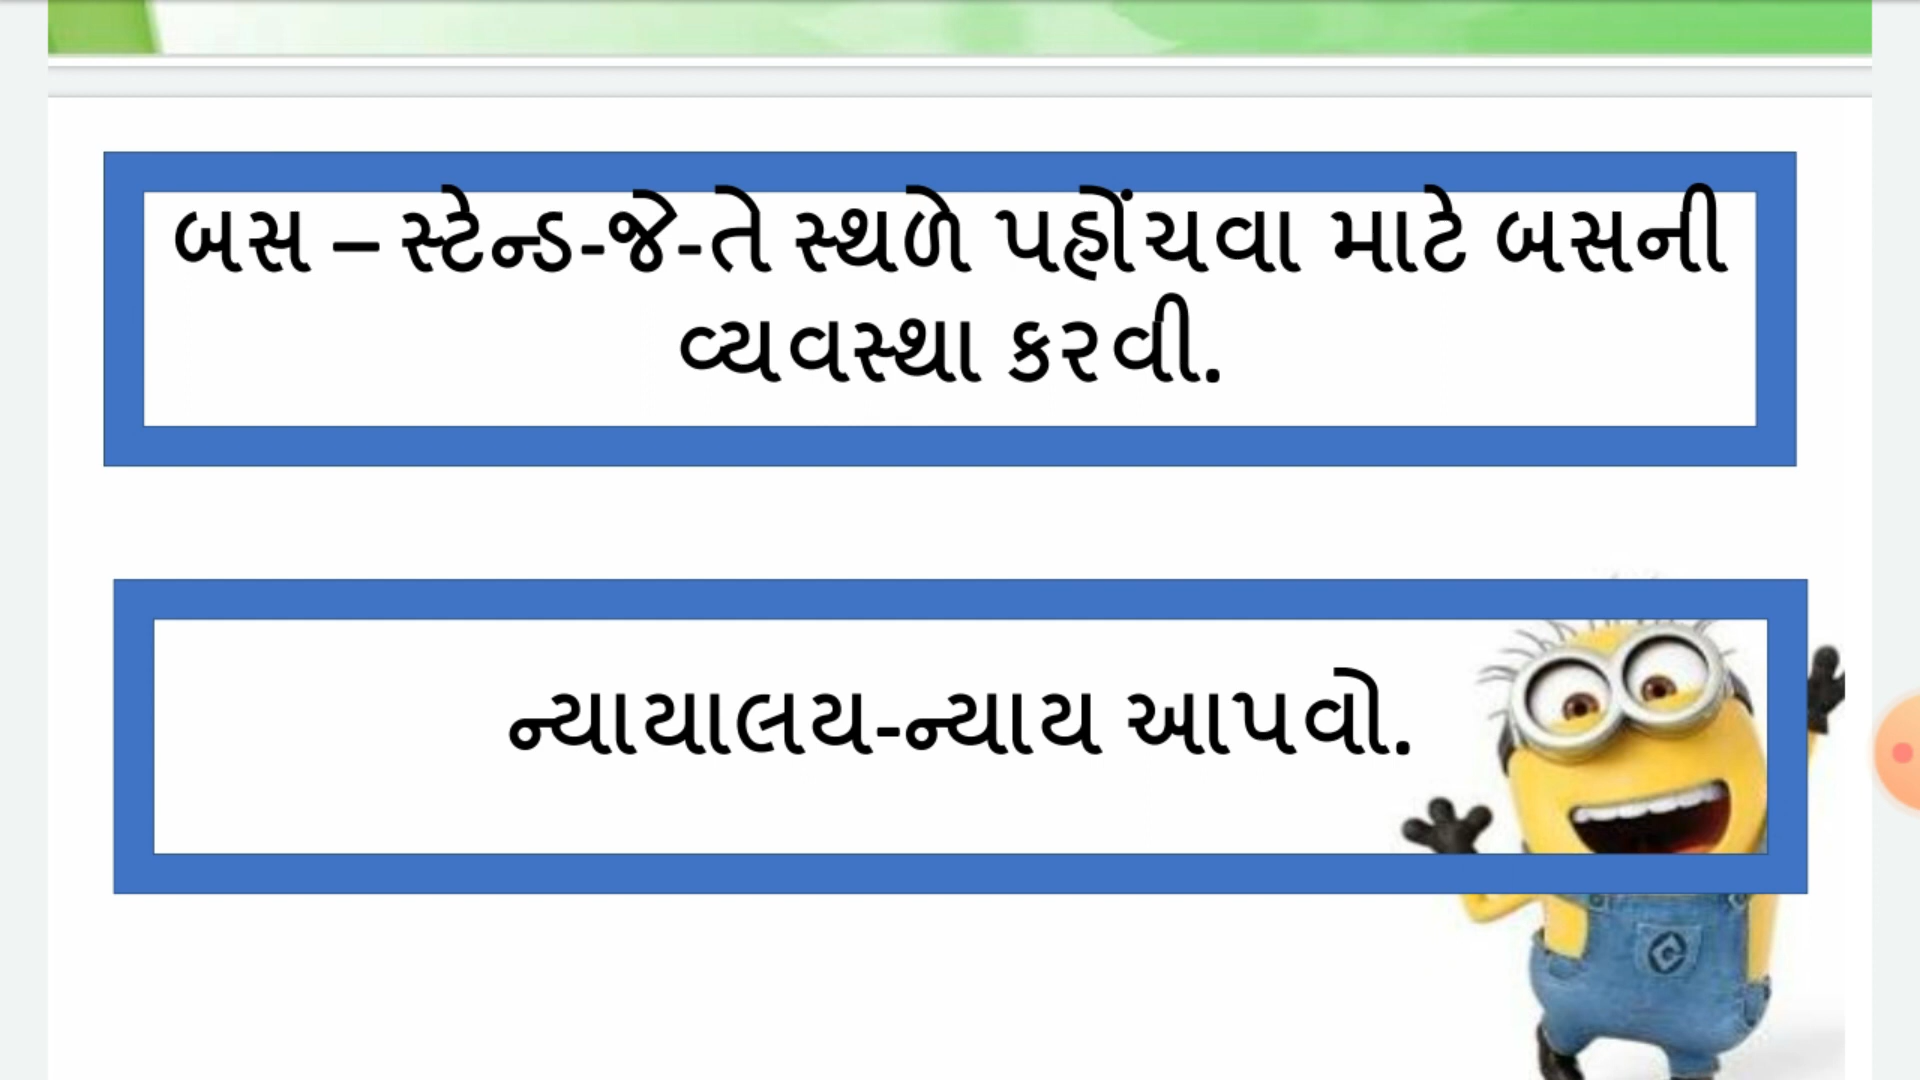 બસ – સ્ટેન્ડ-જે-તે સ્થળે પહોંચવા માટે બસની
વ્યવસ્થા કરવી.
ન્યાયાલય-ન્યાય આપવો.